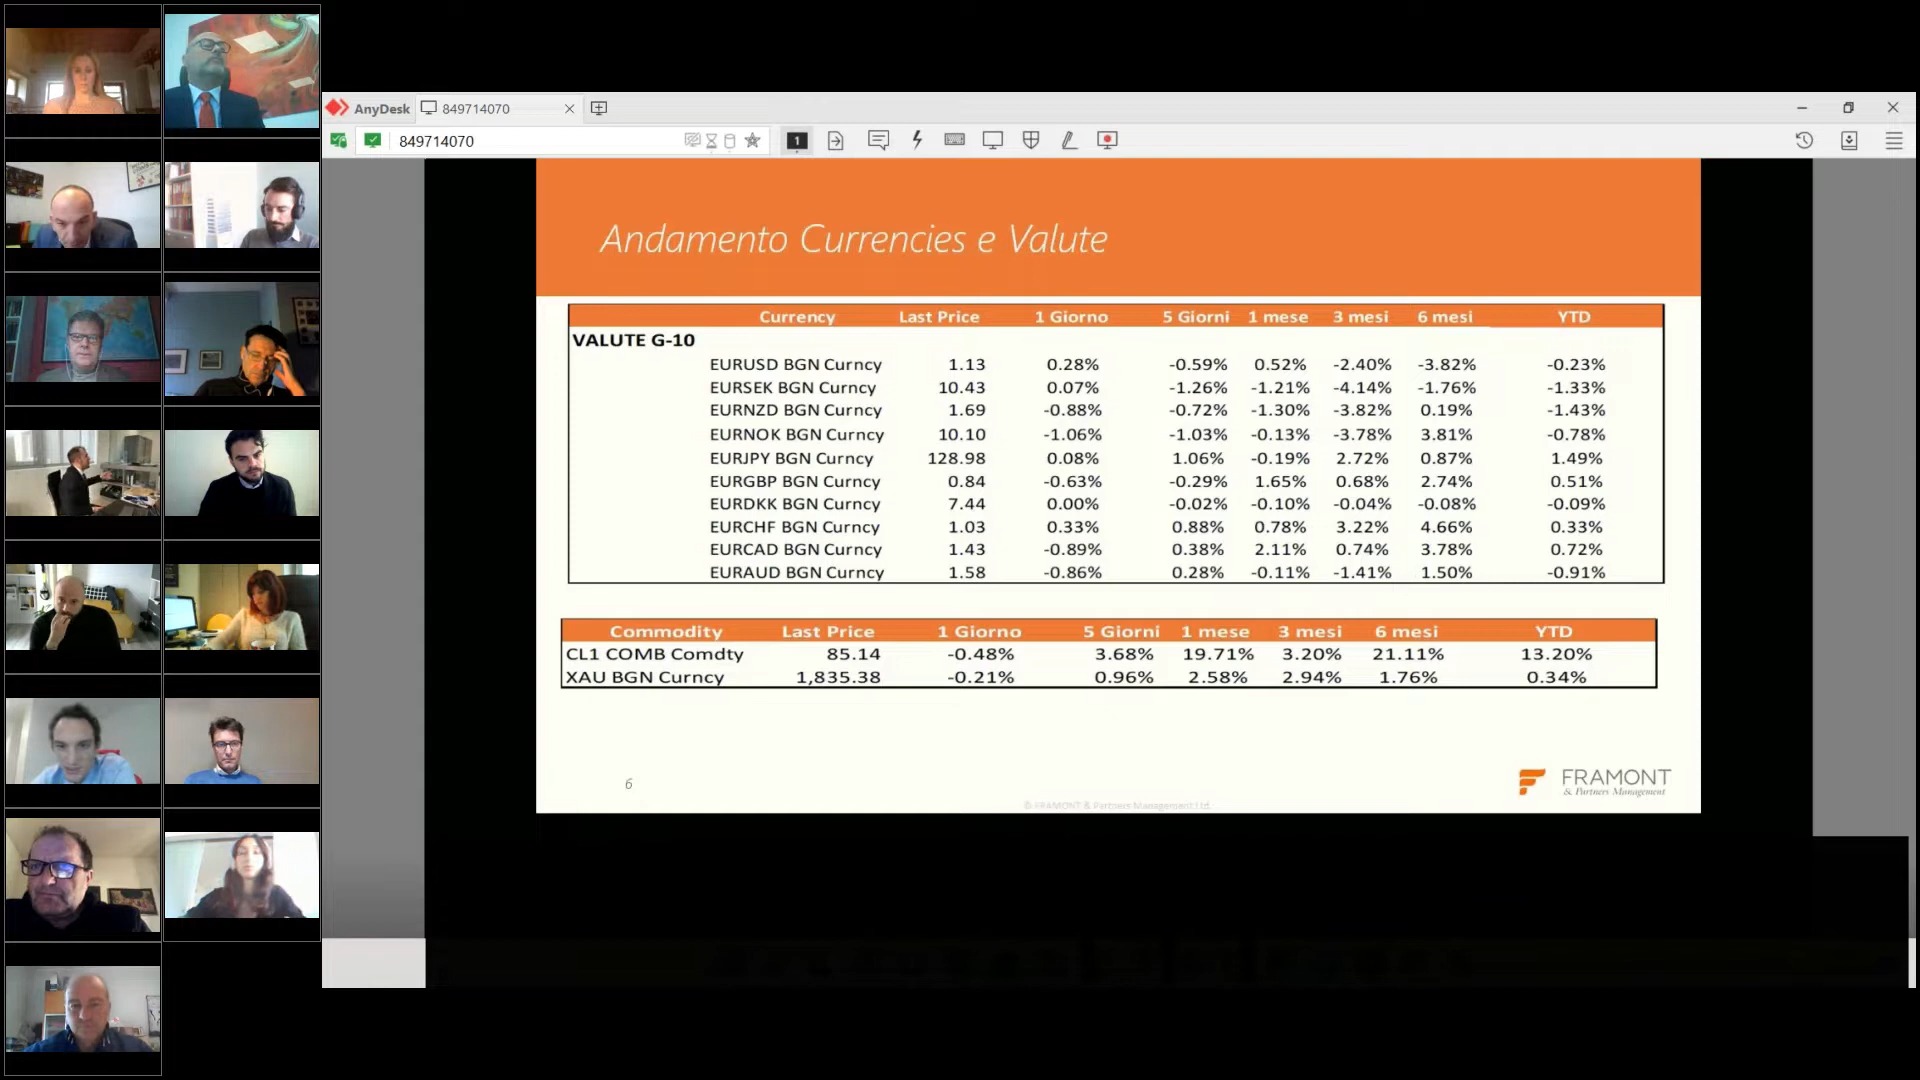 AnyDesk 849714070
849714070
1
Andamento Currencies e Valute
Currency Last Price 1 Giorno 5 Giorni 1 mese 3 mesi 6 mesi YTD
VALUTE G-10
EURUSD BGN Curncy 1.13 0.28% -0.59% 0.52% -2.40% -3.82% -0.23%
EURSEK BGN Curncy 10.43 0.07% -1.26% -1.21% -4.14% -1.76% -1.33%
EURNZD BGN Curncy 1.69 -0.88% -0.72% -1.30% -3.82% 0.19% -1.43%
EURNOK BGN Curncy 10.10 -1.06% -1.03% -0.13% -3.78% 3.81% -0.78%
EURJPY BGN Curncy 128.98 0.08% 1.06% -0.19% 2.72% 0.87% 1.49%
EURGBP BGN Curncy 0.84 -0.63% -0.29% 1.65% 0.68% 2.74% 0.51%
EURDKK BGN Curncy 7.44 0.00% -0.02% -0.10% -0.04% -0.08% -0.09%
EURCHF BGN Curncy 1.03 0.33% 0.88% 0.78% 3.22% 4.66% 0.33%
EURCAD BGN Curncy 1.43 -0.89% 0.38% 2.11% 0.74% 3.78% 0.72%
EURAUD BGN Curncy 1.58 -0.86% 0.28% -0.11% -1.41% 1.50% -0.91%
Commodity Last Price 1 Giorno 5 Giorni 1 mese 3 mesi 6 mesi YTD
CL1 COMB Comdty 85.14 -0.48% 3.68% 19.71% 3.20% 21.11% 13.20%
XAU BGN Curncy 1,835.38 -0.21% 0.96% 2.58% 2.94% 1.76% 0.34%
6
FRAMONT
& Partners Management
© FRAMONT & Partners Management Ltd.